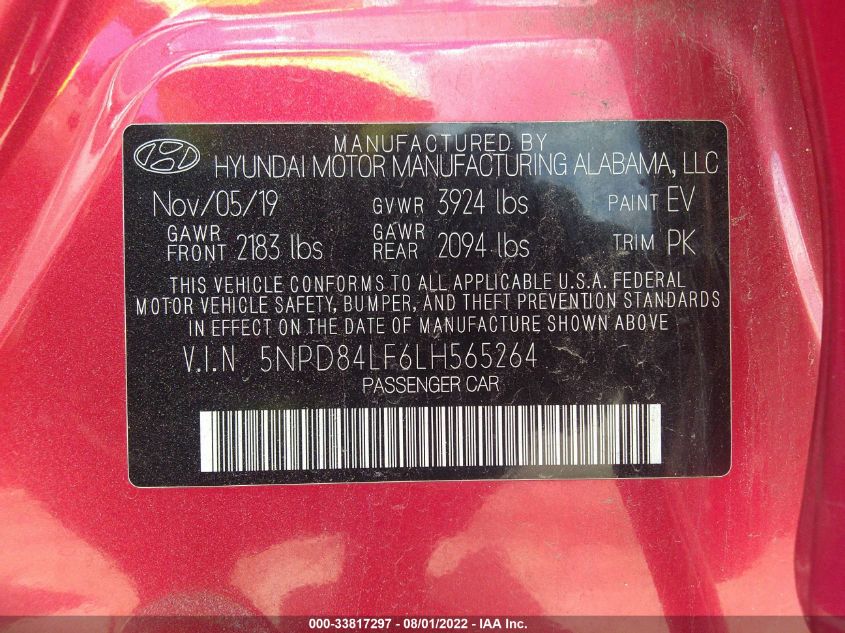 MANUFACTURED BY
HYUNDAI MOTOR MANUFACTURING ALABAMA, LLC
Nov/05/19 GVWR 3924 lbs PAINT EV
GAWR FRONT 2183 lbs GAWR REAR 2094 lbs TRIM PK
THIS VEHICLE CONFORMS TO ALL APPLICABLE U.S.A. FEDERAL
MOTOR VEHICLE SAFETY, BUMPER, AND THEFT PREVENTION STANDARDS
IN EFFECT ON THE DATE OF MANUFACTURE SHOWN ABOVE
V.I.N 5NPD84LF6LH565264
PASSENGER CAR
000-33817297 - 08/01/2022 - IAA Inc.